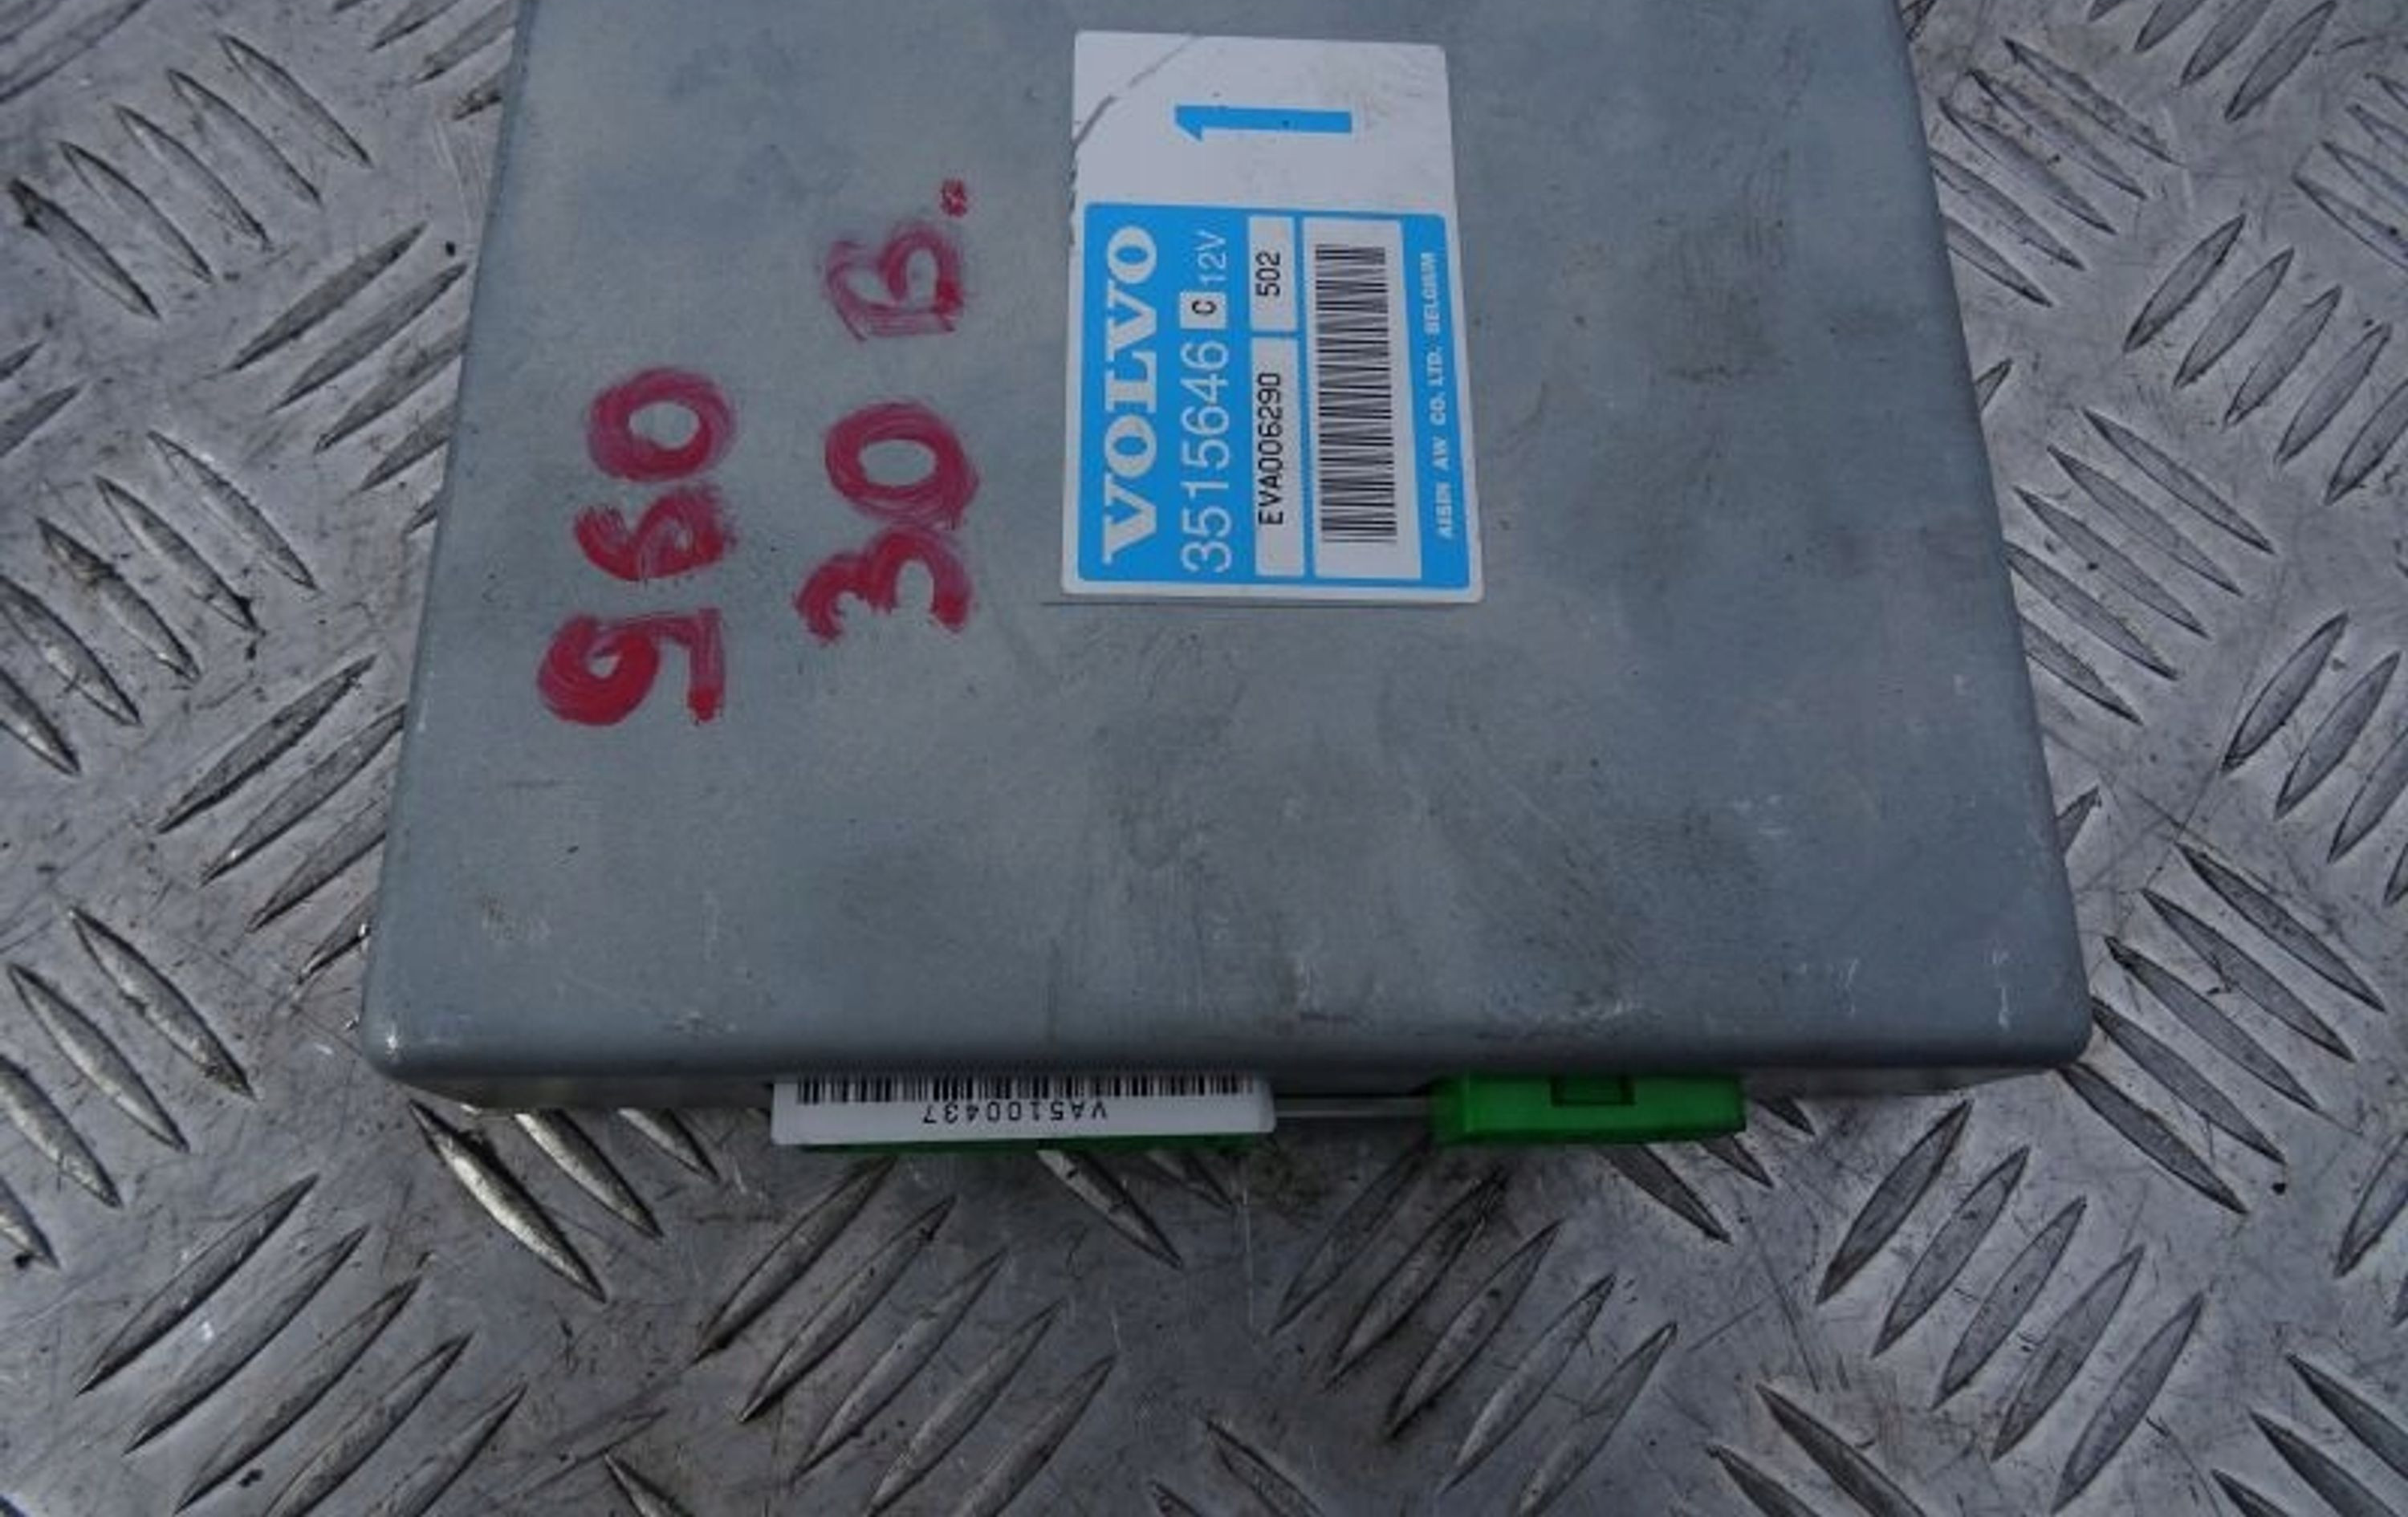 960
30 B.
1
VOLVO
3515646 C 12V
EVA006290 502
AISIN AW CO. LTD. BELGIUM
VA5100437